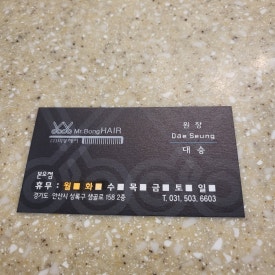 Mr.BongHAIR
원 장
Dae Seung
대 승
본오점
휴무 : 월■ 화■ 수■ 목■ 금■ 토■ 일■
경기도 안산시 상록구 샘골로 158 2층
T. 031. 503. 6603